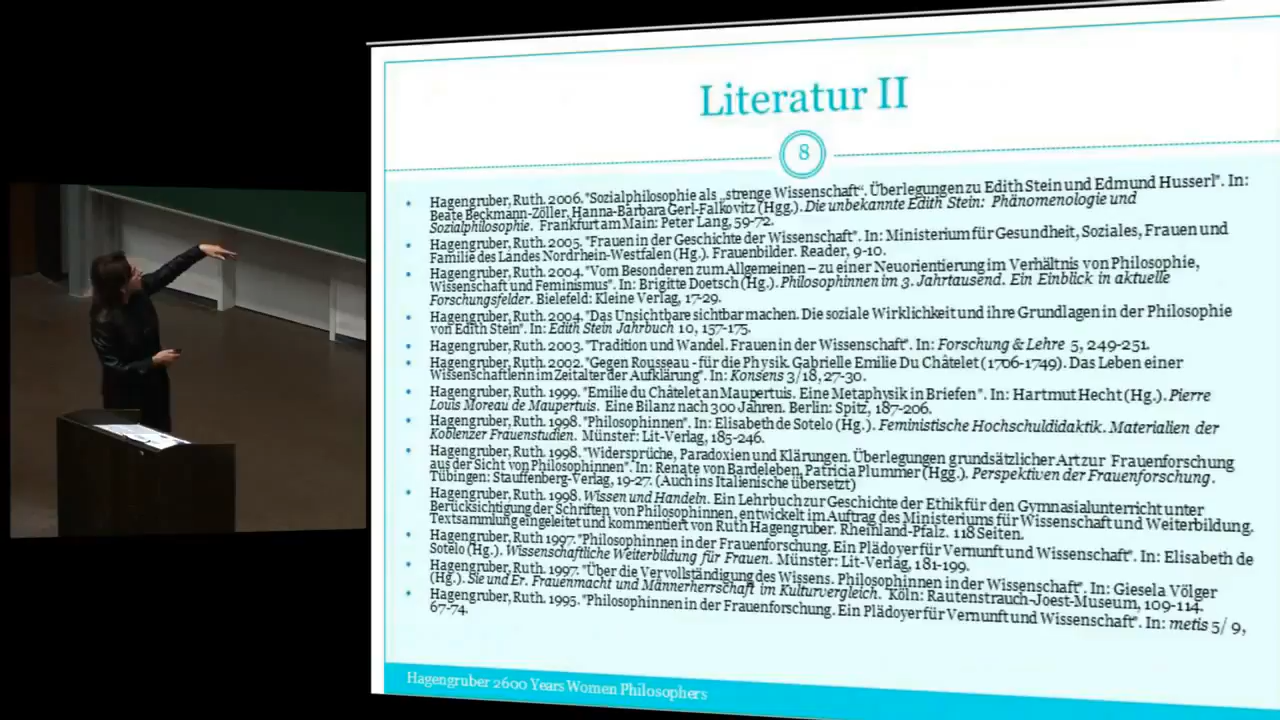 Literatur II
8
• Hagengruber, Ruth. 2006. "Sozialphilosophie als „strenge Wissenschaft“. Überlegungen zu Edith Stein und Edmund Husserl". In:
Beate Beckmann-Zöller, Hanna-Barbara Gerl-Falkovitz (Hgg.). Die unbekannte Edith Stein: Phänomenologie und
Sozialphilosophie. Frankfurt am Main: Peter Lang, 59-72.
• Hagengruber, Ruth. 2005. "Frauen in der Geschichte der Wissenschaft". In: Ministerium für Gesundheit, Soziales, Frauen und
Familie des Landes Nordrhein-Westfalen (Hg.). Frauenbilder. Reader, 9-10.
• Hagengruber, Ruth. 2004. "Vom Besonderen zum Allgemeinen – zu einer Neuorientierung im Verhältnis von Philosophie,
Wissenschaft und Feminismus". In: Brigitte Doetsch (Hg.). Philosophinnen im 3. Jahrtausend. Ein Einblick in aktuelle
Forschungsfelder. Bielefeld: Kleine Verlag, 17-29.
• Hagengruber, Ruth. 2004. "Das Unsichtbare sichtbar machen. Die soziale Wirklichkeit und ihre Grundlagen in der Philosophie
von Edith Stein". In: Edith Stein Jahrbuch 10, 157-175.
• Hagengruber, Ruth. 2003. "Tradition und Wandel. Frauen in der Wissenschaft". In: Forschung & Lehre 5, 249-251.
• Hagengruber, Ruth. 2002. "Gegen Rousseau - für die Physik. Gabrielle Emilie Du Châtelet (1706-1749). Das Leben einer
Wissenschaftlerin im Zeitalter der Aufklärung". In: Konsens 3/18, 27-30.
• Hagengruber, Ruth. 1999. "Emilie du Châtelet an Maupertuis. Eine Metaphysik in Briefen". In: Hartmut Hecht (Hg.). Pierre
Louis Moreau de Maupertuis. Eine Bilanz nach 300 Jahren. Berlin: Spitz, 187-206.
• Hagengruber, Ruth. 1998. "Philosophinnen". In: Elisabeth de Sotelo (Hg.). Feministische Hochschuldidaktik. Materialien der
Koblenzer Frauenstudien. Münster: Lit-Verlag, 185-246.
• Hagengruber, Ruth. 1998. "Widersprüche, Paradoxien und Klärungen. Überlegungen grundsätzlicher Art zur Frauenforschung
aus der Sicht von Philosophinnen". In: Renate von Bardeleben, Patricia Plummer (Hgg.). Perspektiven der Frauenforschung.
Tübingen: Stauffenberg-Verlag, 19-27. (Auch ins Italienische übersetzt)
• Hagengruber, Ruth. 1998. Wissen und Handeln. Ein Lehrbuch zur Geschichte der Ethik für den Gymnasialunterricht unter
Berücksichtigung der Schriften von Philosophinnen, entwickelt im Auftrag des Ministeriums für Wissenschaft und Weiterbildung.
Textsammlung eingeleitet und kommentiert von Ruth Hagengruber. Rheinland-Pfalz. 118 Seiten.
• Hagengruber, Ruth 1997. "Philosophinnen in der Frauenforschung. Ein Plädoyer für Vernunft und Wissenschaft". In: Elisabeth de
Sotelo (Hg.). Wissenschaftliche Weiterbildung für Frauen. Münster: Lit-Verlag, 181-199.
• Hagengruber, Ruth. 1997. "Über die Vervollständigung des Wissens. Philosophinnen in der Wissenschaft". In: Giesela Völger
(Hg.). Sie und Er. Frauenmacht und Männerherrschaft im Kulturvergleich. Köln: Rautenstrauch-Joest-Museum, 109-114.
• Hagengruber, Ruth. 1995. "Philosophinnen in der Frauenforschung. Ein Plädoyer für Vernunft und Wissenschaft". In: metis 5/ 9,
67-74.
Hagengruber 2600 Years Women Philosophers